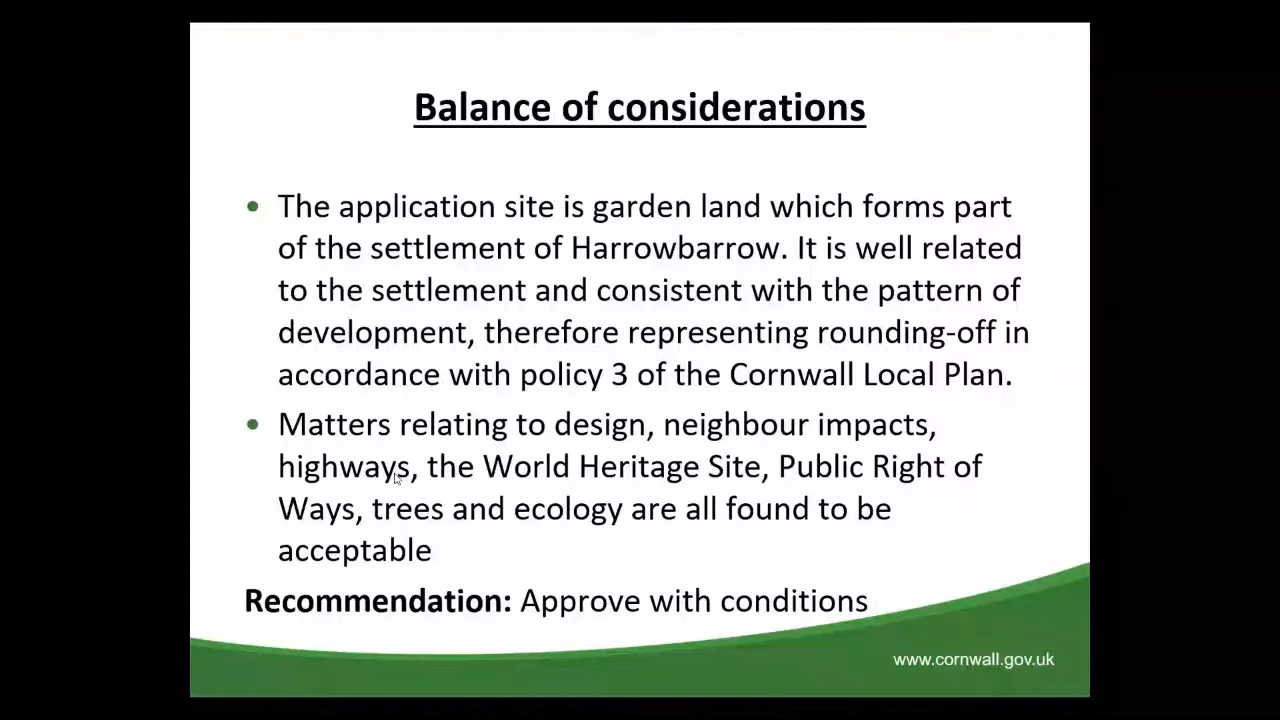 Balance of considerations
• The application site is garden land which forms part
of the settlement of Harrowbarrow. It is well related
to the settlement and consistent with the pattern of
development, therefore representing rounding-off in
accordance with policy 3 of the Cornwall Local Plan.
• Matters relating to design, neighbour impacts,
highways, the World Heritage Site, Public Right of
Ways, trees and ecology are all found to be
acceptable
Recommendation: Approve with conditions
www.cornwall.gov.uk